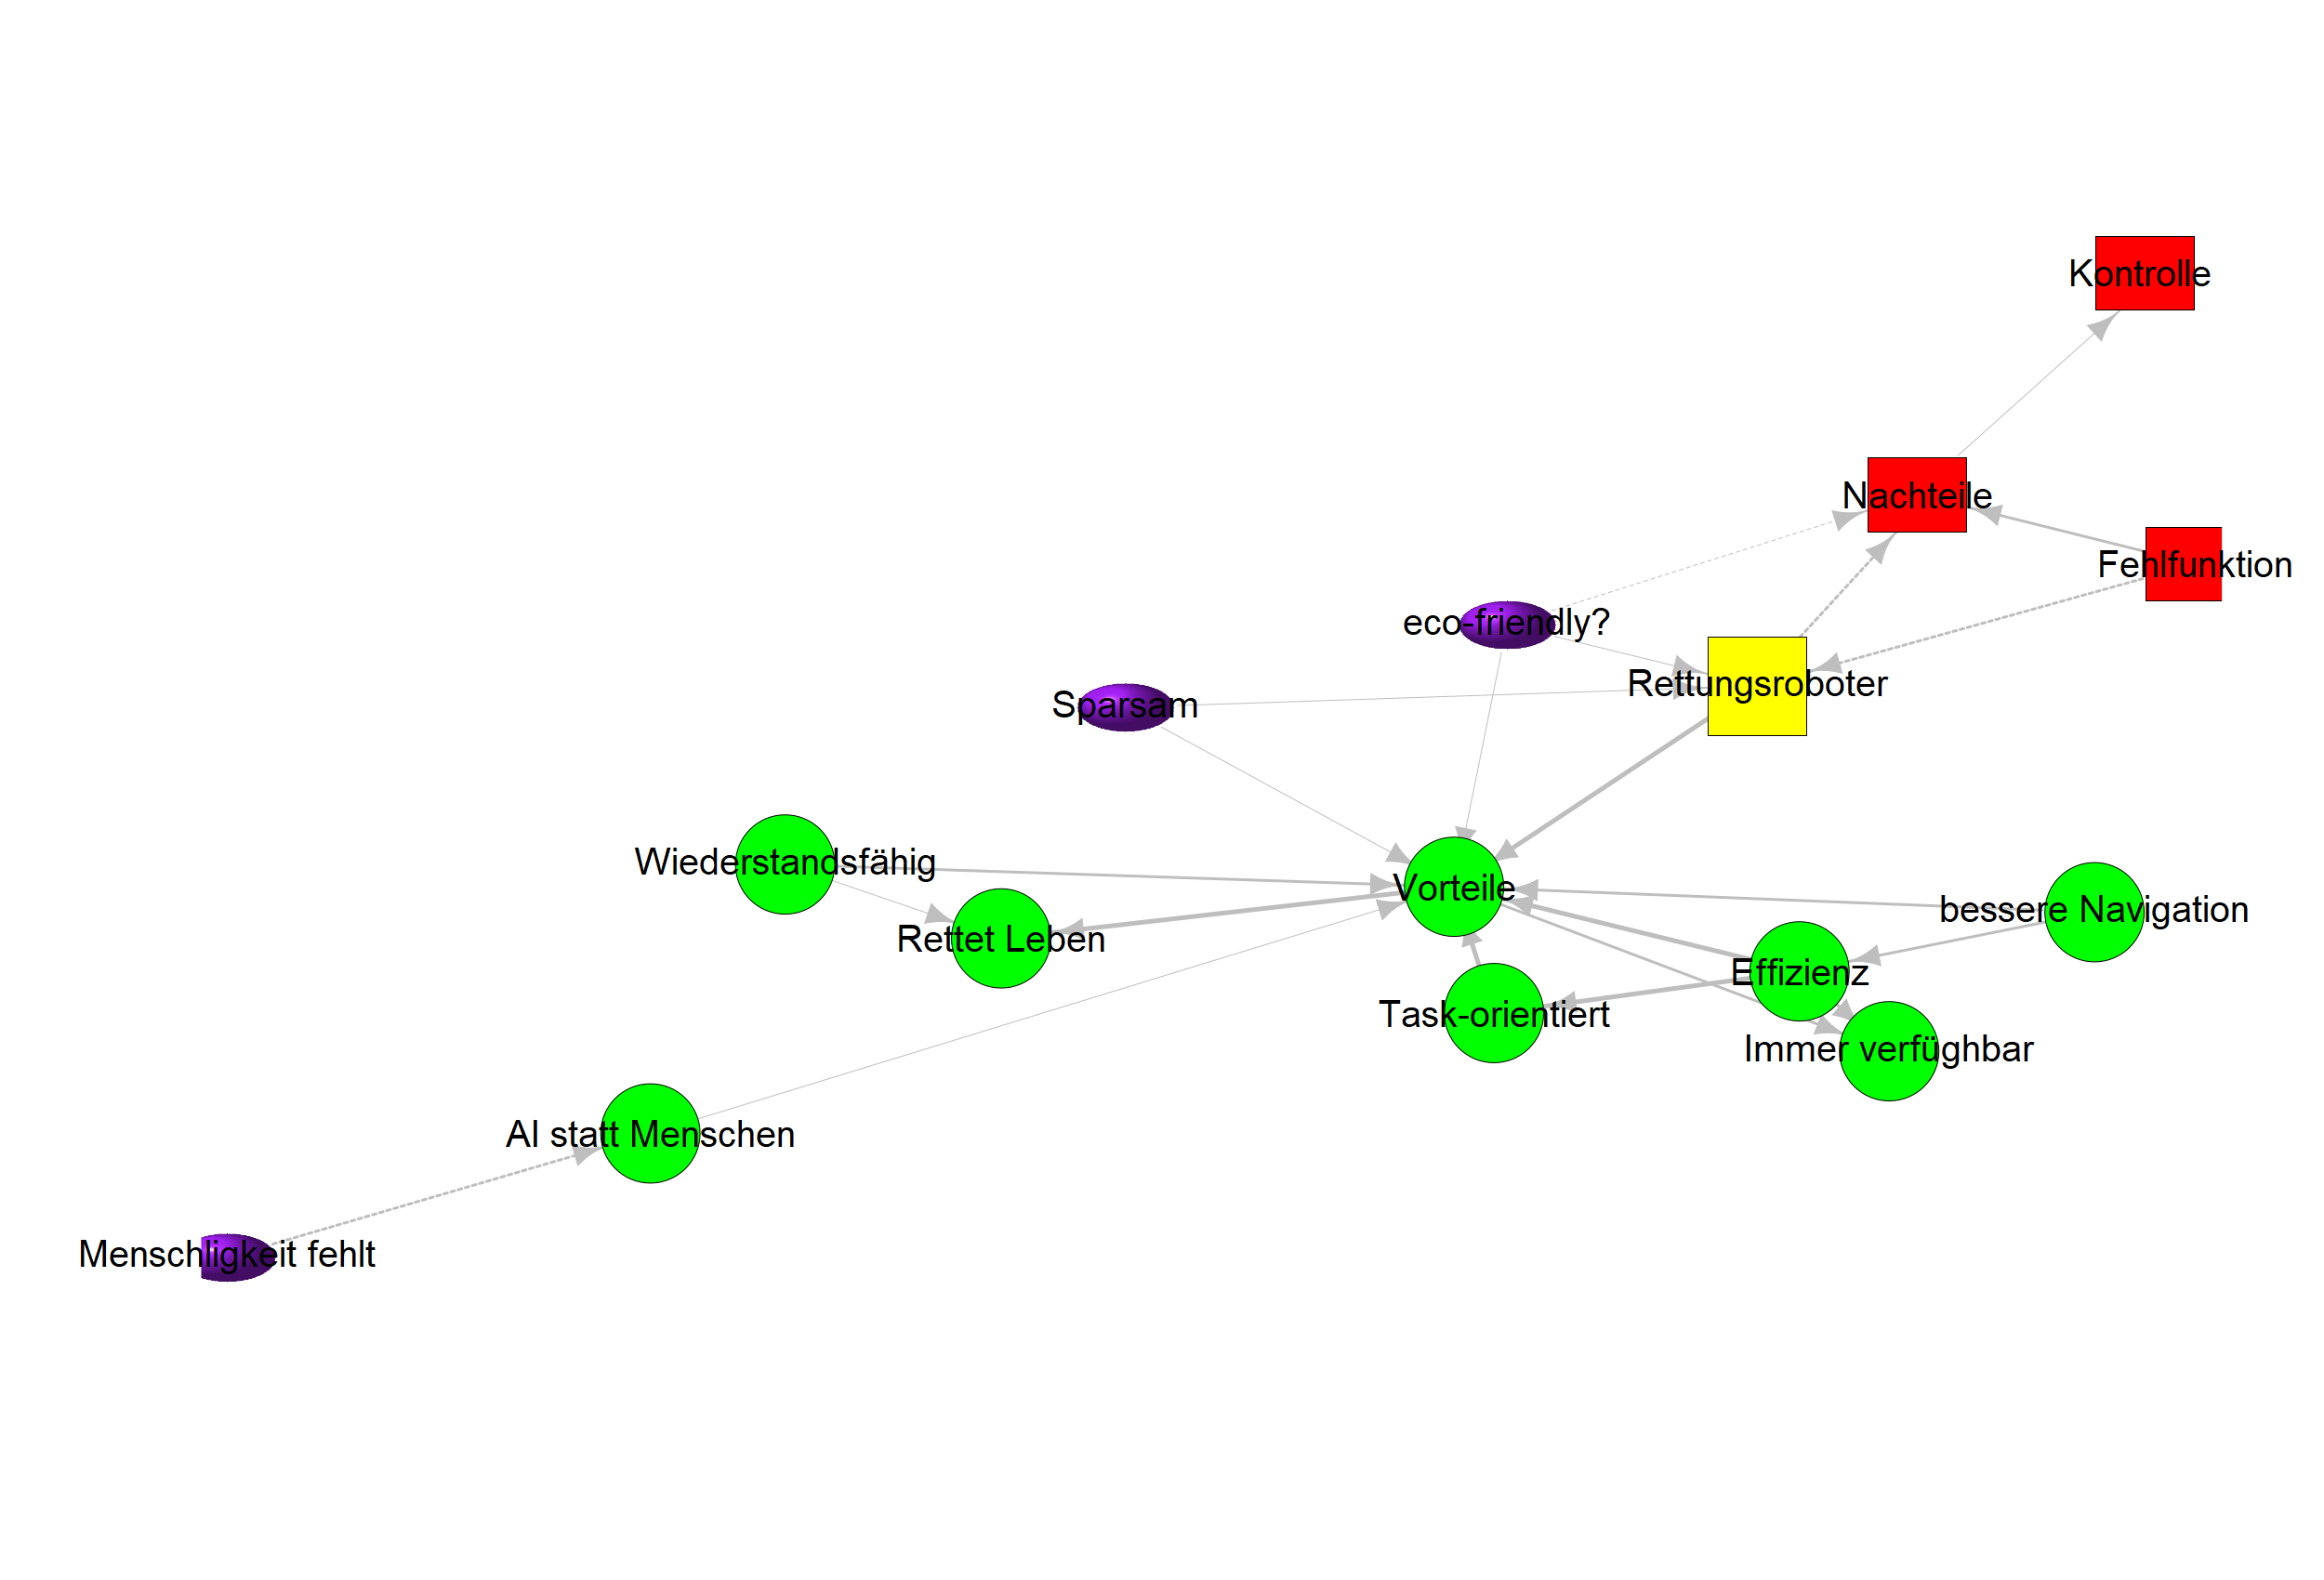 Kontrolle
Nachteile
Fehlfunktion
eco-friendly?
Rettungsroboter
Sparsam
Wiederstandsfähig
Vorteile
bessere Navigation
Rettet Leben
Effizienz
Task-orientiert
Immer verfüghbar
AI statt Menschen
Menschligkeit fehlt